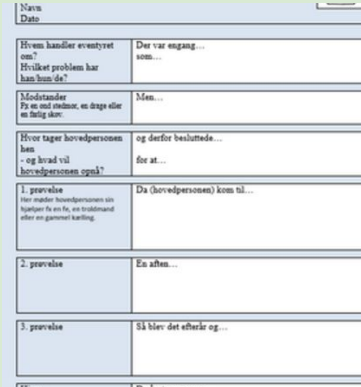 Navn
Dato
Hvem handler eventyret
om?
Hvilket problem har
han/hun/de?
Der var engang…
som…
Modstander
Fx en ond stedmor, en drage eller
en farlig skov.
Men…
Hvor tager hovedpersonen
hen
- og hvad vil
hovedpersonen opnå?
og derfor besluttede…
for at…
1. prøvelse
Her møder hovedpersonen sin
hjælper fx en fe, en troldmand
eller en gammel kælling.
Da (hovedpersonen) kom til…
2. prøvelse
En aften…
3. prøvelse
Så blev det efterår og…